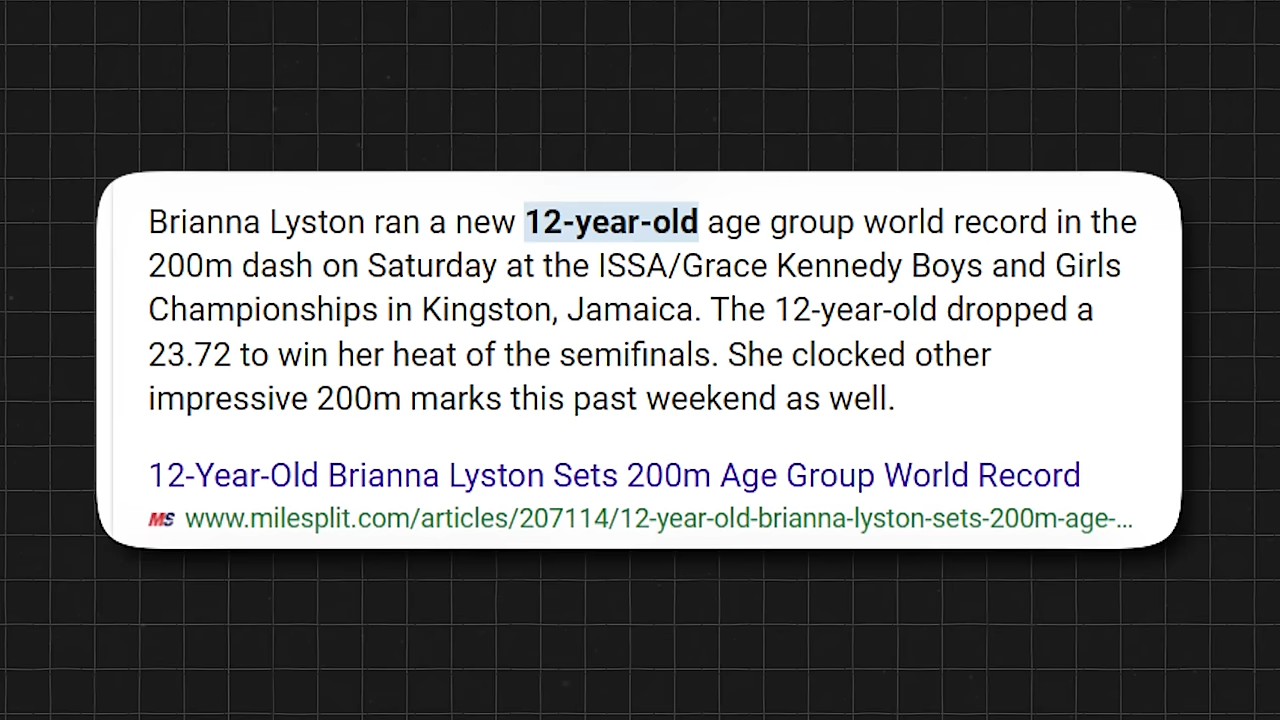 Brianna Lyston ran a new 12-year-old age group world record in the
200m dash on Saturday at the ISSA/Grace Kennedy Boys and Girls
Championships in Kingston, Jamaica. The 12-year-old dropped a
23.72 to win her heat of the semifinals. She clocked other
impressive 200m marks this past weekend as well.
12-Year-Old Brianna Lyston Sets 200m Age Group World Record
MS www.milesplit.com/articles/207114/12-year-old-brianna-lyston-sets-200m-age-...